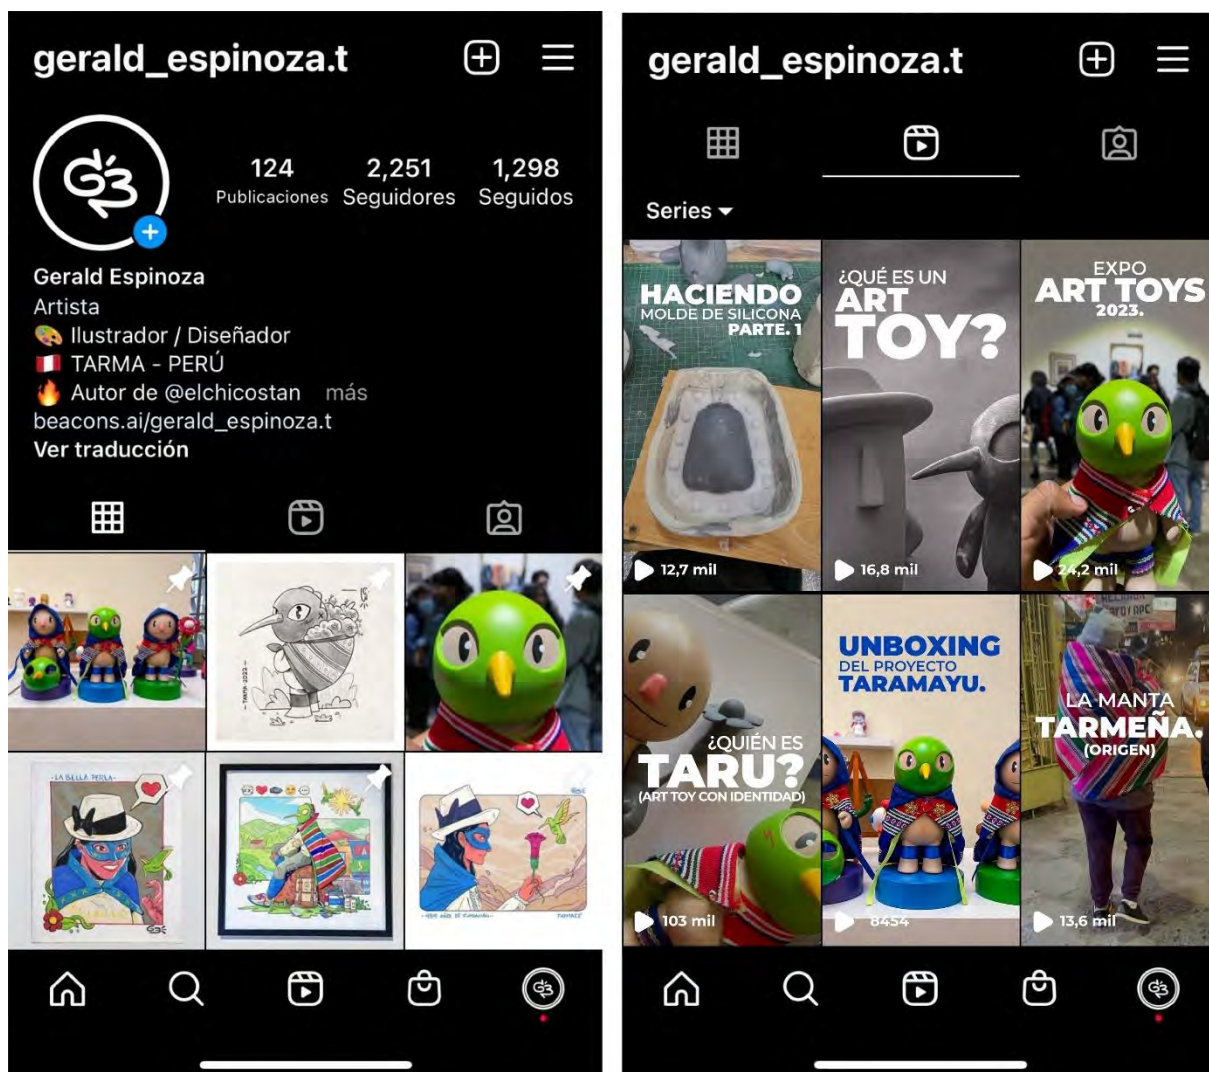 gerald_espinoza.t
124
2,251
1,298
Publicaciones
Seguidores
Seguidos
Gerald Espinoza
Artista
🎨 Ilustrador / Diseñador
🇵🇪 TARMA - PERÚ
🔥 Autor de @elchicostan más
beacons.ai/gerald_espinoza.t
Ver traducción
- TARMA-2023 -
-LA BELLA PERLA-
gerald_espinoza.t
Series
HACIENDO
MOLDE DE SILICONA
PARTE. 1
12,7 mil
¿QUÉ ES UN
ART
TOY?
16,8 mil
EXPO
ART TOYS
2023.
24,2 mil
¿QUIÉN ES
TARU?
(ART TOY CON IDENTIDAD)
103 mil
UNBOXING
DEL PROYECTO
TARAMAYU.
8454
LA MANTA
TARMEÑA.
(ORIGEN)
13,6 mil